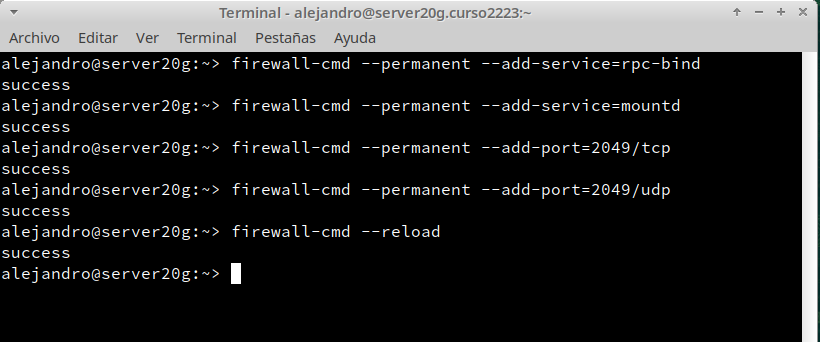 Terminal - alejandro@server20g.curso2223:~
Archivo Editar Ver Terminal Pestañas Ayuda
alejandro@server20g:~> firewall-cmd --permanent --add-service=rpc-bind
success
alejandro@server20g:~> firewall-cmd --permanent --add-service=mountd
success
alejandro@server20g:~> firewall-cmd --permanent --add-port=2049/tcp
success
alejandro@server20g:~> firewall-cmd --permanent --add-port=2049/udp
success
alejandro@server20g:~> firewall-cmd --reload
success
alejandro@server20g:~>